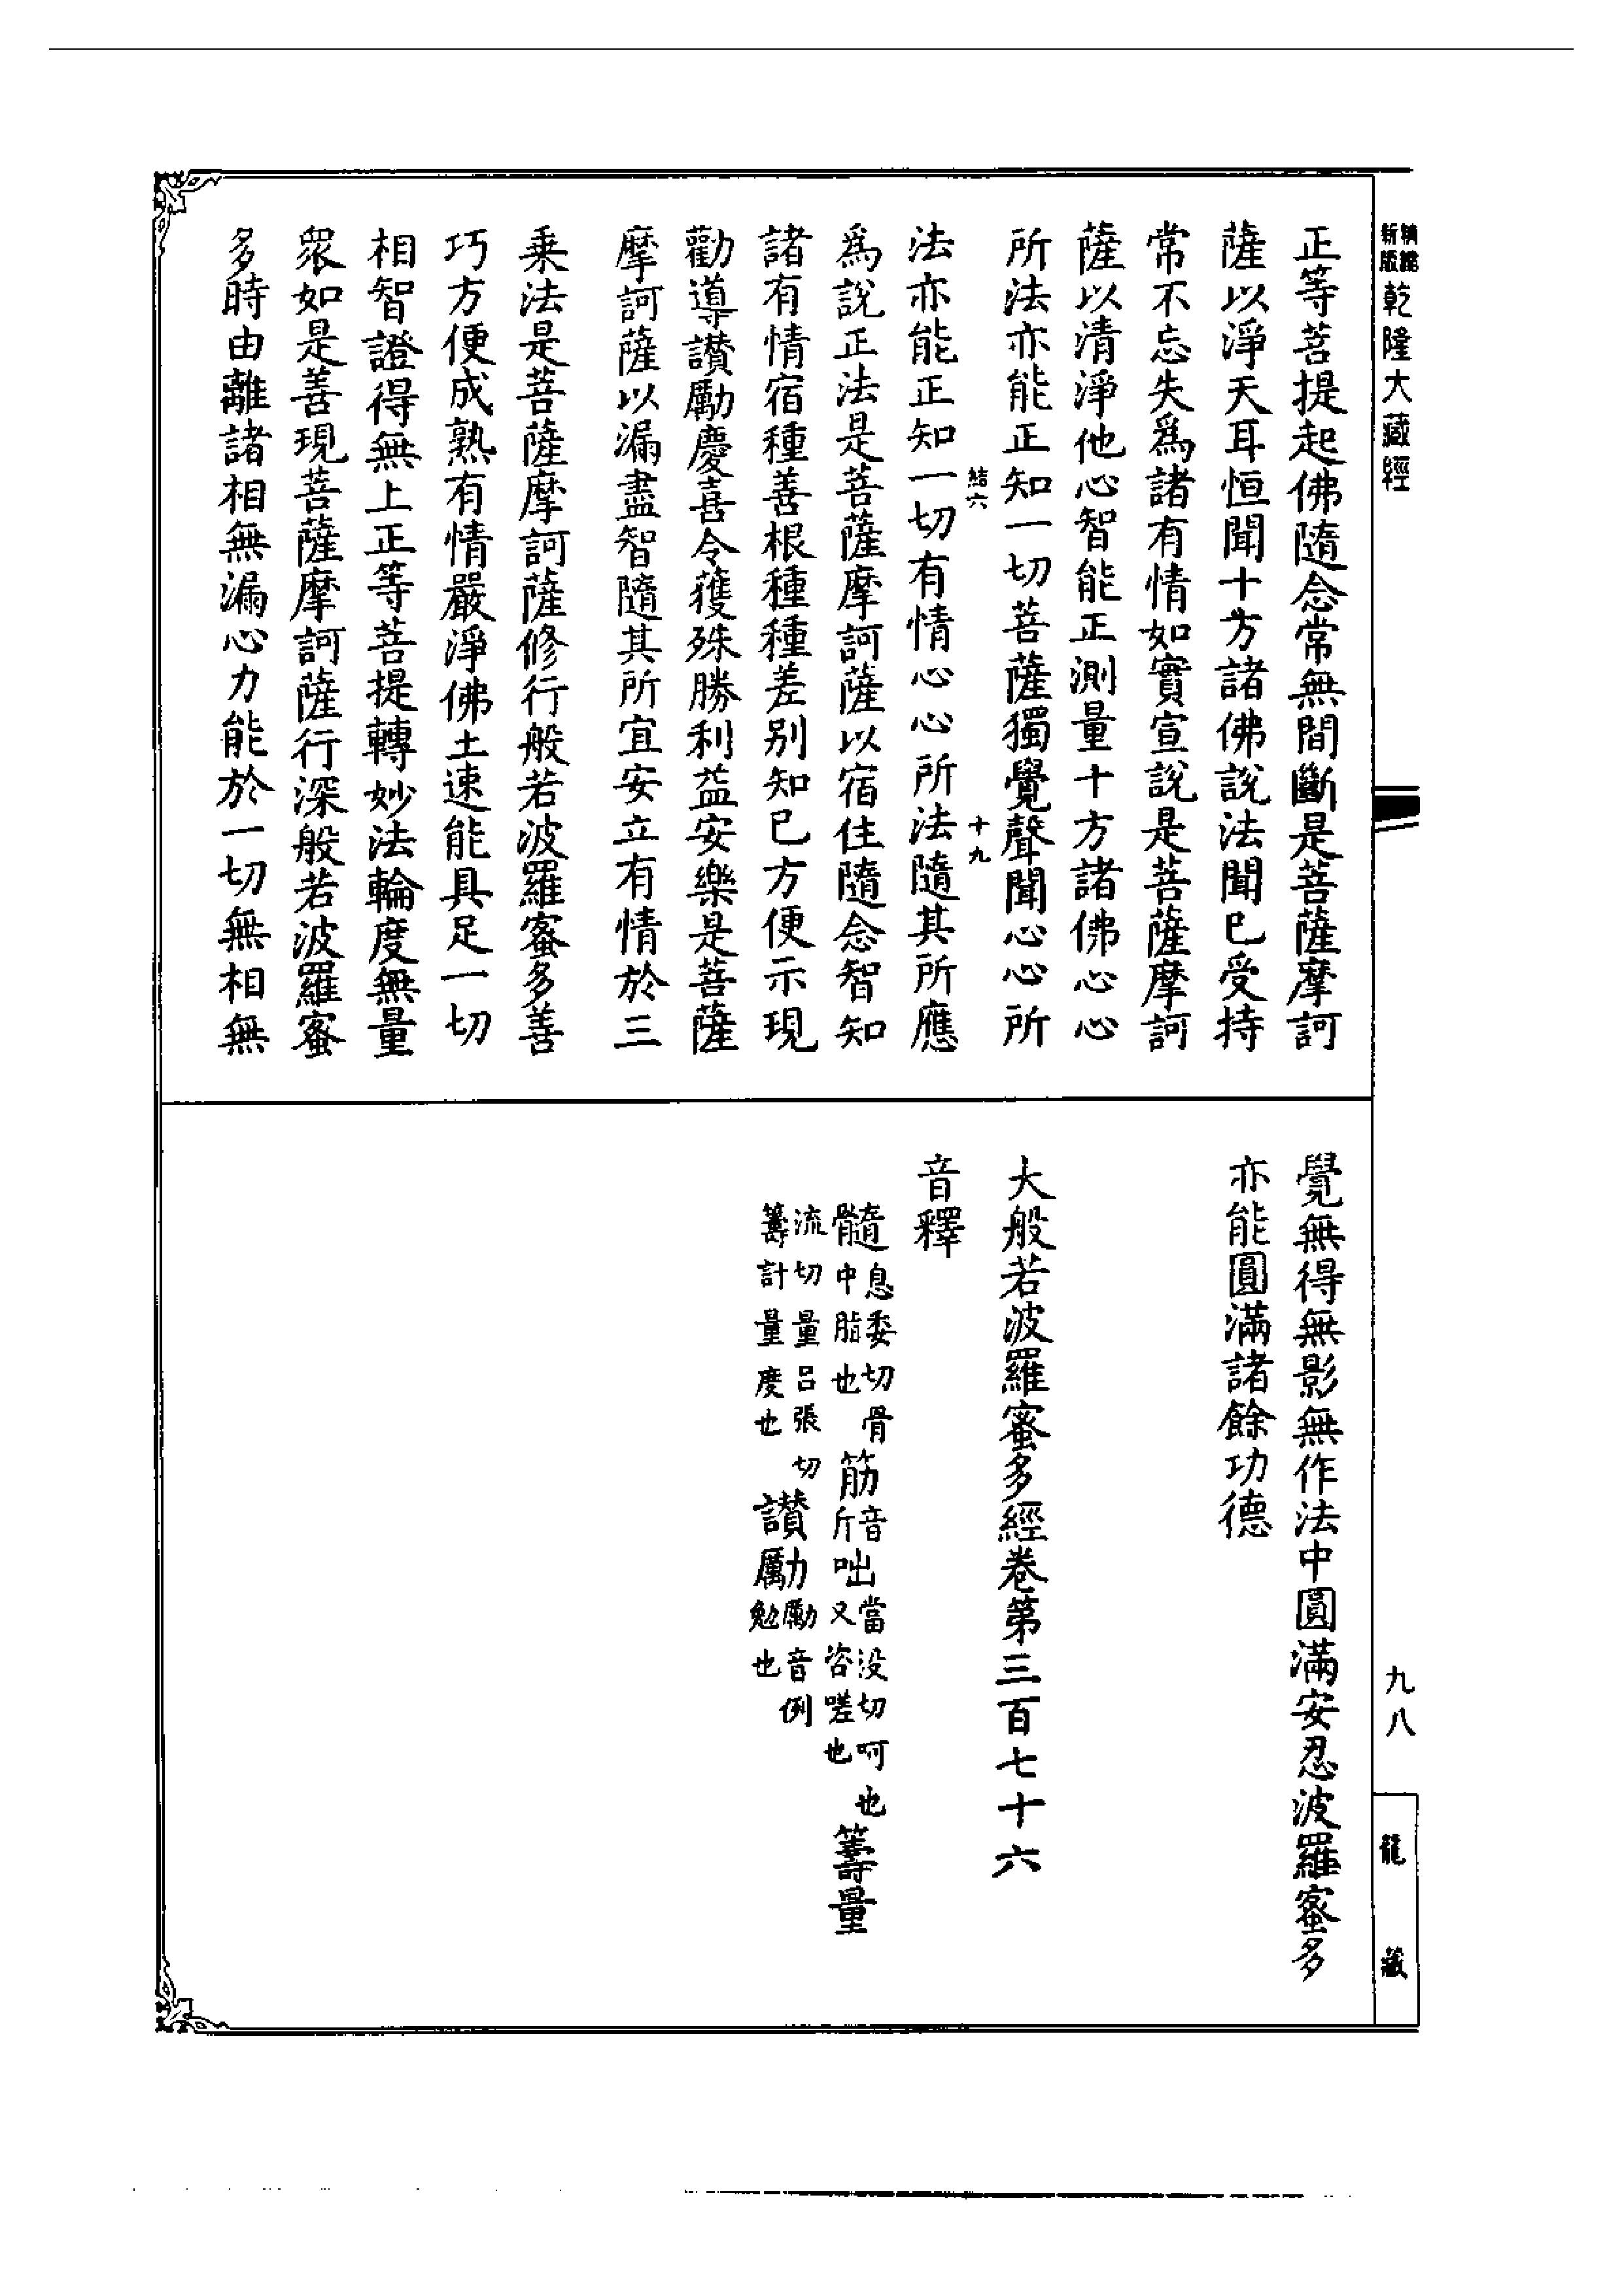 新版
乾隆大藏經
正等菩提起佛隨念常無間斷是菩薩摩訶
薩以淨天耳恒聞十方諸佛說法聞已受持
常不忘失爲諸有情如實宣說是菩薩摩訶
薩以清淨他心智能正測量十方諸佛心心
所法亦能正知一切菩薩獨覺聲聞心心所
結六
十九
法亦能正知一切有情心心所法隨其所應
爲說正法是菩薩摩訶薩以宿住隨念智知
諸有情宿種善根種種差别知已方便示現
勸導讃勵慶喜令獲殊勝利益安樂是菩薩
摩訶薩以漏盡智隨其所宜安立有情於三
乘法是菩薩摩訶薩修行般若波羅蜜多善
巧方便成熟有情嚴淨佛土速能具足一切
相智證得無上正等菩提轉妙法輪度無量
衆如是善現菩薩摩訶薩行深般若波羅蜜
多時由離諸相無漏心力能於一切無相無
覺無得無影無作法中圓滿安忍波羅蜜多
亦能圓滿諸餘功德
大般若波羅蜜多經卷第三百七十六
音釋
髓息委切骨中脂也 筋音斤 咄當没切呵也又咨嗟也 籌量
流切量呂張切籌計量度也 讃勵勵音例勉也
九八
龍藏